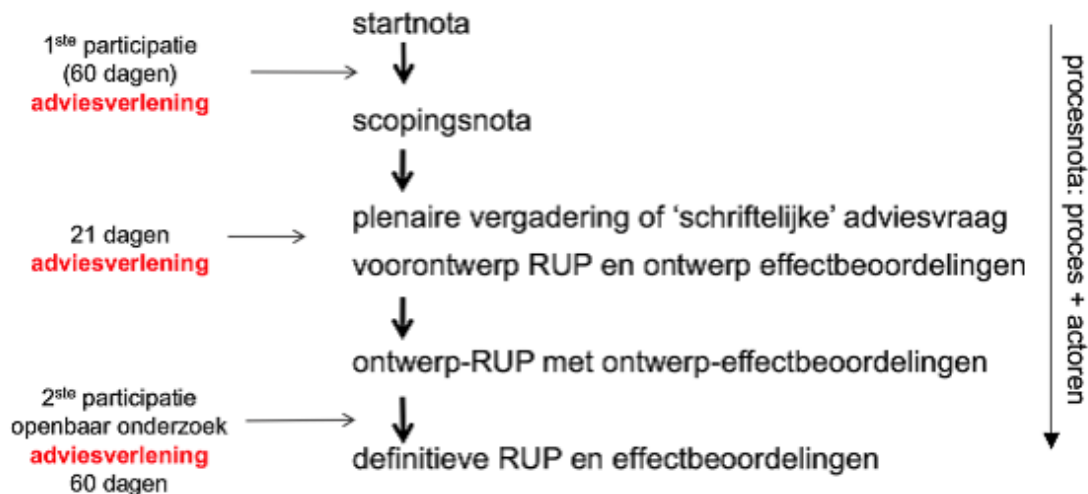 startnota
1ste participatie
(60 dagen)
adviesverlening
scopingsnota
plenaire vergadering of ‘schriftelijke’ adviesvraag
21 dagen
adviesverlening
voorontwerp RUP en ontwerp effectbeoordelingen
ontwerp-RUP met ontwerp-effectbeoordelingen
2ste participatie
openbaar onderzoek
adviesverlening
60 dagen
definitieve RUP en effectbeoordelingen
procesnota: proces + actoren